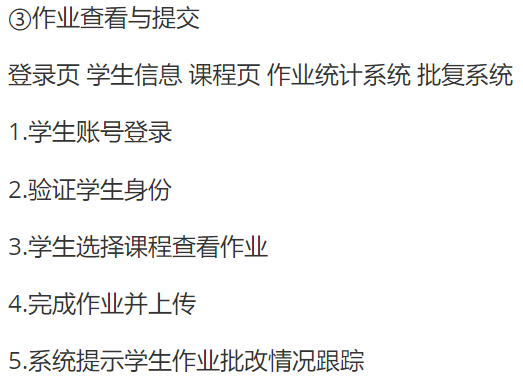 ③作业查看与提交
登录页 学生信息 课程页 作业统计系统 批复系统
1.学生账号登录
2.验证学生身份
3.学生选择课程查看作业
4.完成作业并上传
5.系统提示学生作业批改情况跟踪